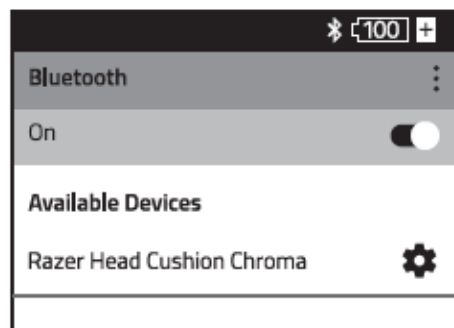 100 +
Bluetooth
On
Available Devices
Razer Head Cushion Chroma